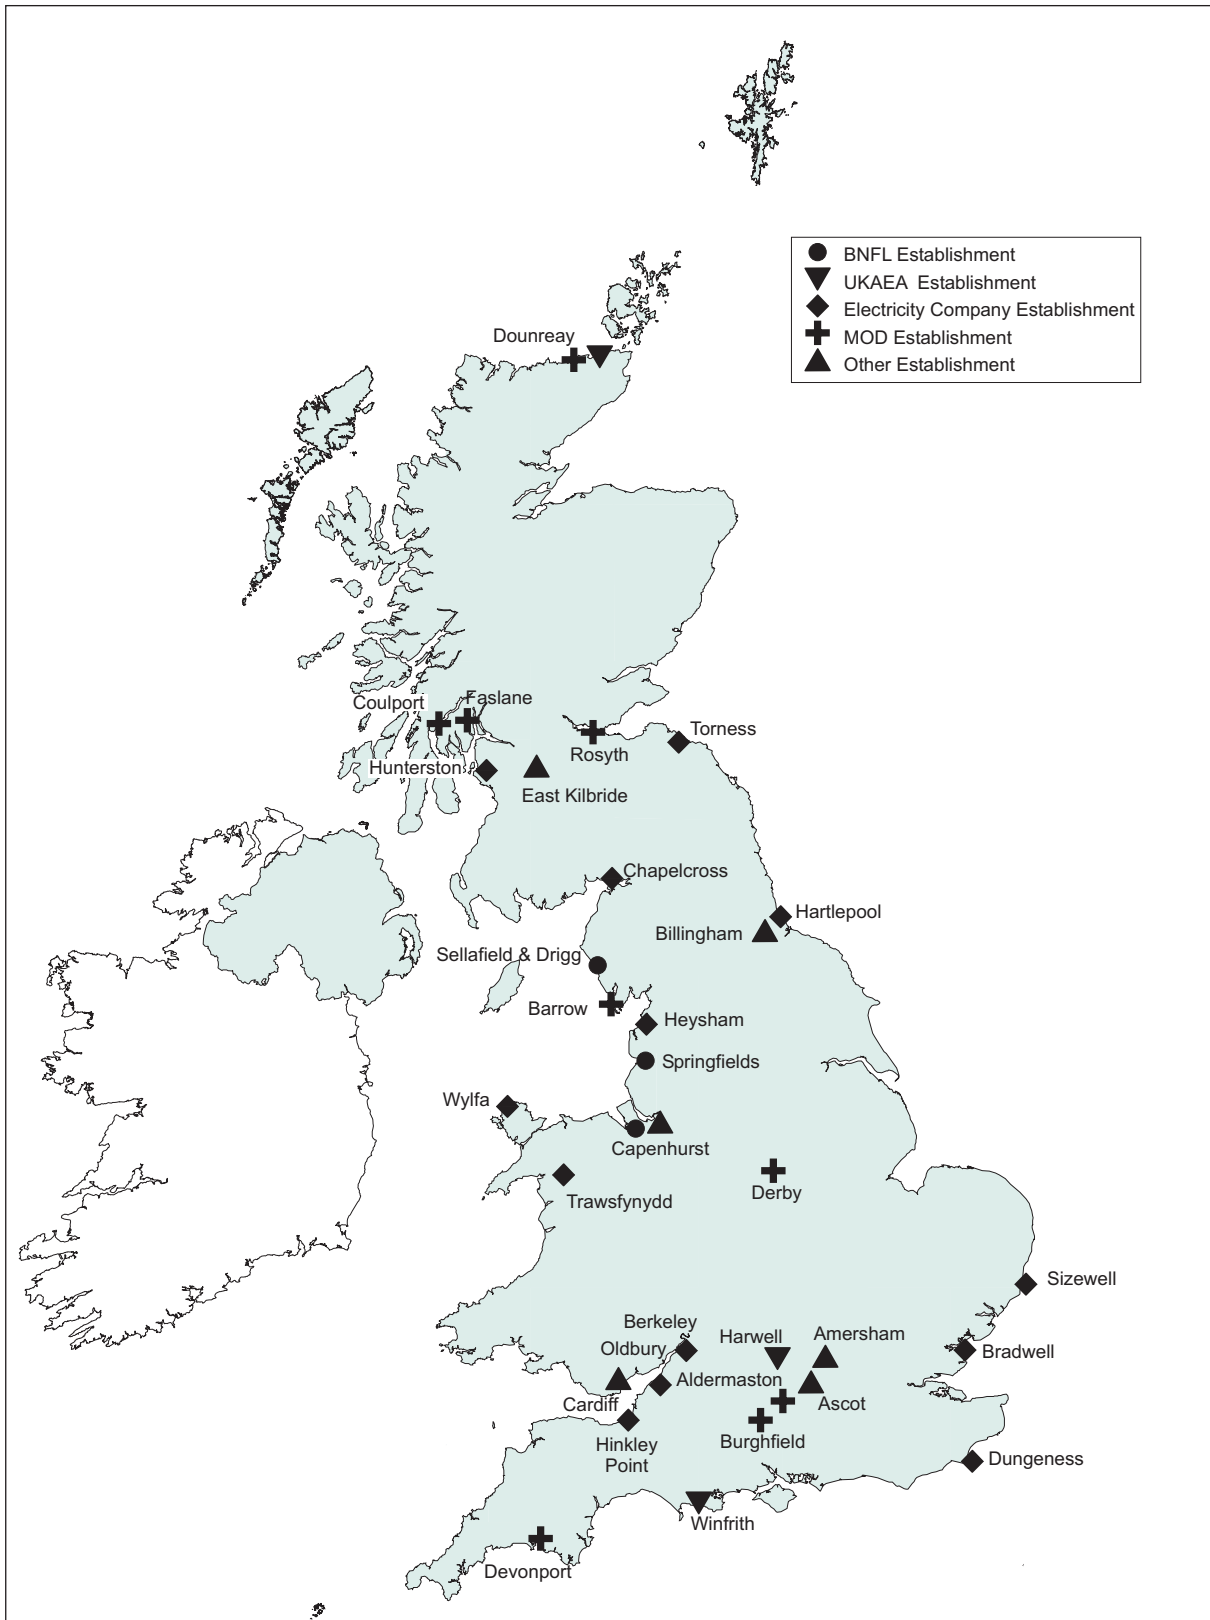 BNFL Establishment
UKAEA Establishment
Electricity Company Establishment
MOD Establishment
Other Establishment
Dounreay
Coulport
Faslane
Rosyth
Torness
Hunterston
East Kilbride
Chapelcross
Hartlepool
Billingham
Sellafield & Drigg
Barrow
Heysham
Springfields
Wylfa
Capenhurst
Derby
Trawsfynydd
Sizewell
Berkeley
Oldbury
Harwell
Amersham
Bradwell
Aldermaston
Cardiff
Ascot
Hinkley
Point
Burghfield
Dungeness
Winfrith
Devonport